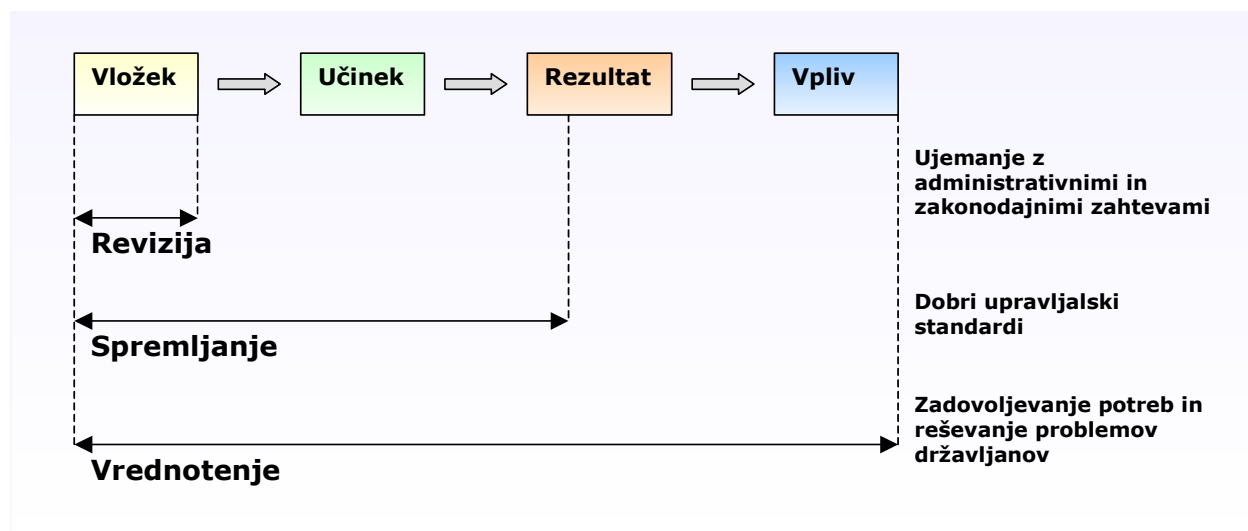 Vložek
Učinek
Rezultat
Vpliv
Ujemanje z
administrativnimi in
zakonodajnimi zahtevami
Revizija
Dobri upravljalski
standardi
Spremljanje
Zadovoljevanje potreb in
reševanje problemov
državljanov
Vrednotenje